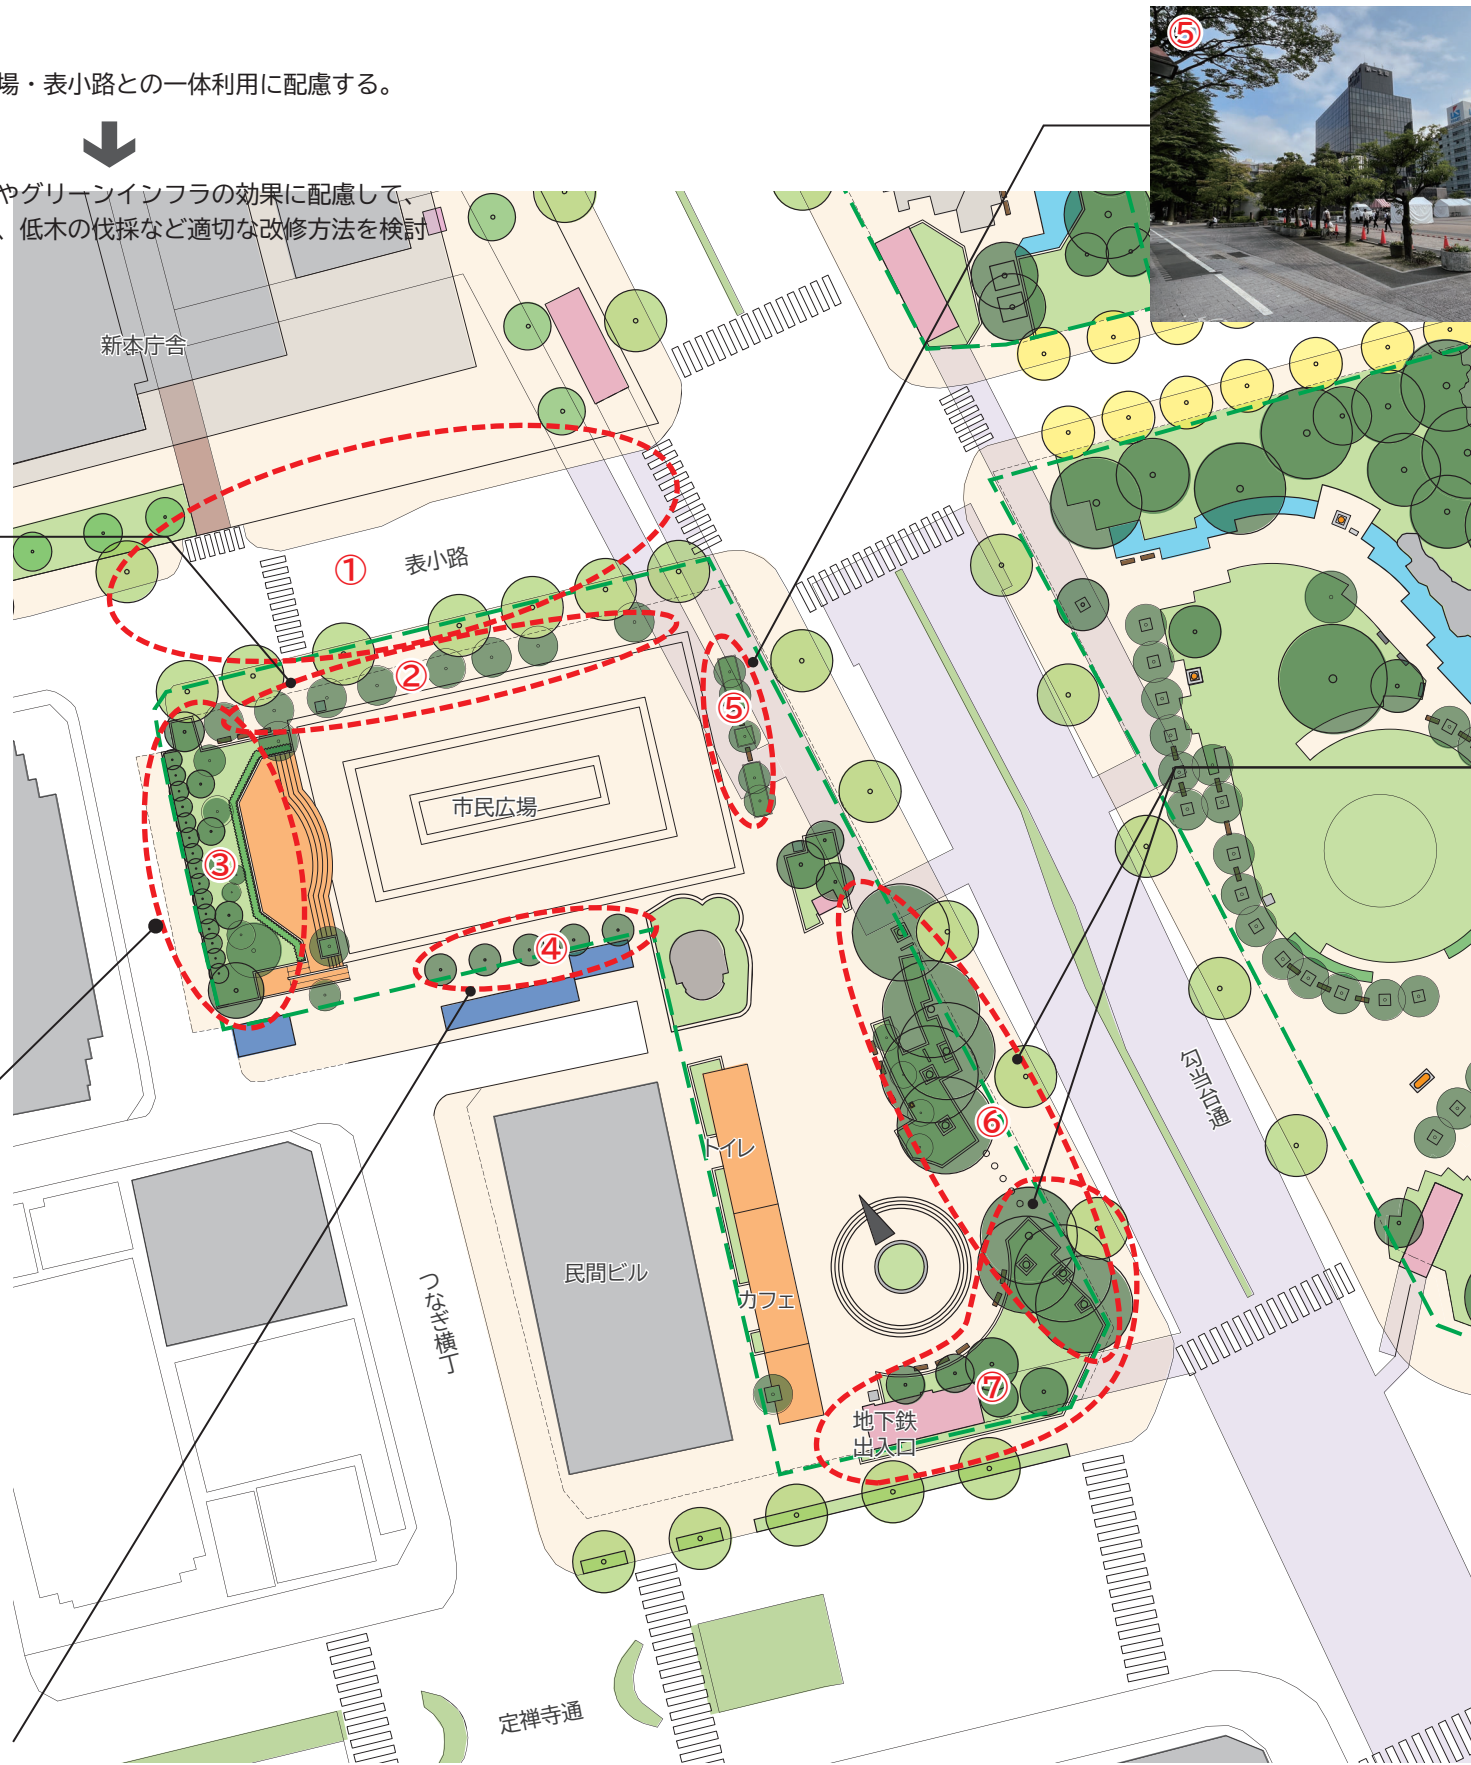 ⑤
場・表小路との一体利用に配慮する。
やグリーンインフラの効果に配慮して、
、低木の伐採など適切な改修方法を検討
新本庁舎
①
表小路
②
⑤
市民広場
③
④
勾当台通
⑥
トイレ
民間ビル
カフェ
つなぎ横丁
⑦
地下鉄
出入口
定禅寺通